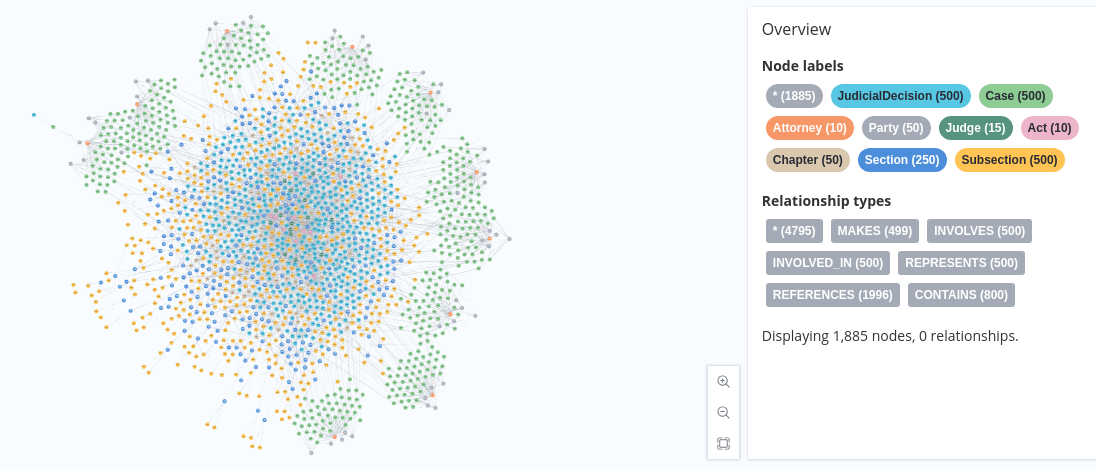 Overview
Node labels
* (1885) JudicialDecision (500) Case (500)
Attorney (10) Party (50) Judge (15) Act (10)
Chapter (50) Section (250) Subsection (500)
Relationship types
* (4795) MAKES (499) INVOLVES (500)
INVOLVED_IN (500) REPRESENTS (500)
REFERENCES (1996) CONTAINS (800)
Displaying 1,885 nodes, 0 relationships.